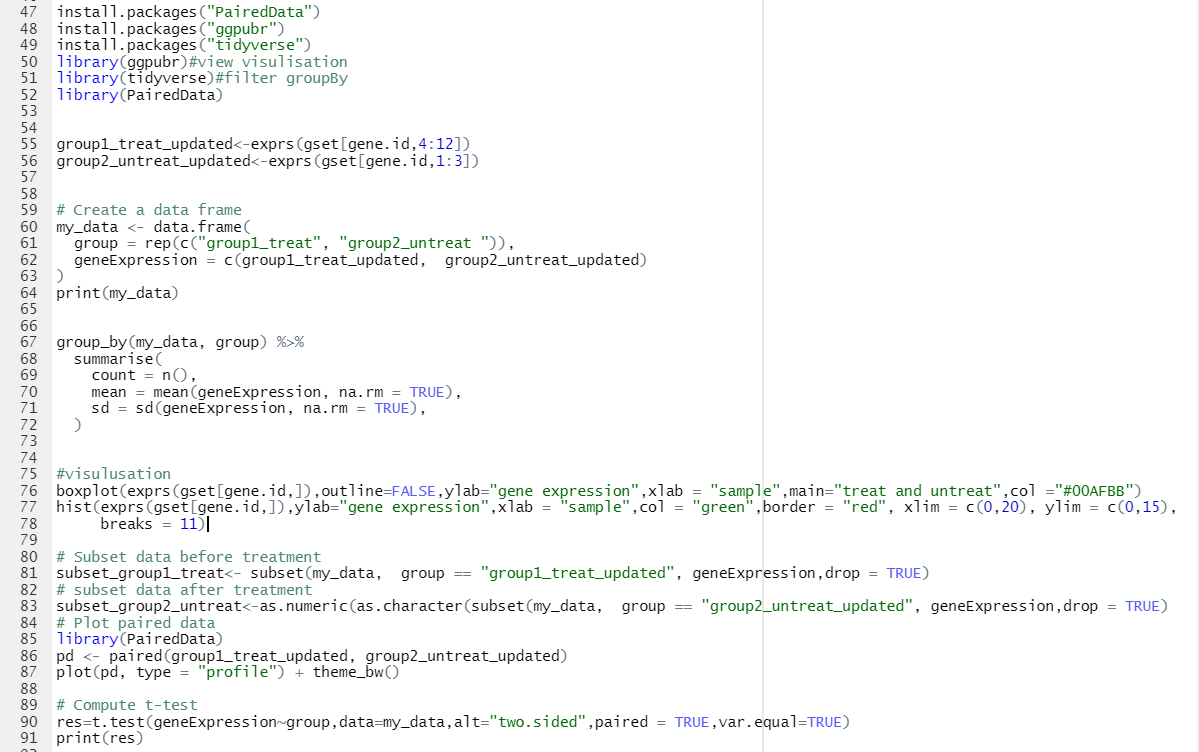 47 install.packages("PairedData")
48 install.packages("ggpubr")
49 install.packages("tidyverse")
50 library(ggpubr)#view visulisation
51 library(tidyverse)#filter groupBy
52 library(PairedData)
53
54
55 group1_treat_updated<-exprs(gset[gene.id,4:12])
56 group2_untreat_updated<-exprs(gset[gene.id,1:3])
57
58
59 # Create a data frame
60 my_data <- data.frame(
61   group = rep(c("group1_treat", "group2_untreat ")),
62   geneExpression = c(group1_treat_updated,  group2_untreat_updated)
63 )
64 print(my_data)
65
66
67 group_by(my_data, group) %>%
68   summarise(
69     count = n(),
70     mean = mean(geneExpression, na.rm = TRUE),
71     sd = sd(geneExpression, na.rm = TRUE),
72   )
73
74
75 #visulusation
76 boxplot(exprs(gset[gene.id,]),outline=FALSE,ylab="gene expression",xlab = "sample",main="treat and untreat",col ="#00AFBB")
77 hist(exprs(gset[gene.id,]),ylab="gene expression",xlab = "sample",col = "green",border = "red", xlim = c(0,20), ylim = c(0,15),
78      breaks = 11)
79
80 # Subset data before treatment
81 subset_group1_treat<- subset(my_data,  group == "group1_treat_updated", geneExpression,drop = TRUE)
82 # subset data after treatment
83 subset_group2_untreat<-as.numeric(as.character(subset(my_data,  group == "group2_untreat_updated", geneExpression,drop = TRUE)
84 # Plot paired data
85 library(PairedData)
86 pd <- paired(group1_treat_updated, group2_untreat_updated)
87 plot(pd, type = "profile") + theme_bw()
88
89 # Compute t-test
90 res=t.test(geneExpression~group,data=my_data,alt="two.sided",paired = TRUE,var.equal=TRUE)
91 print(res)